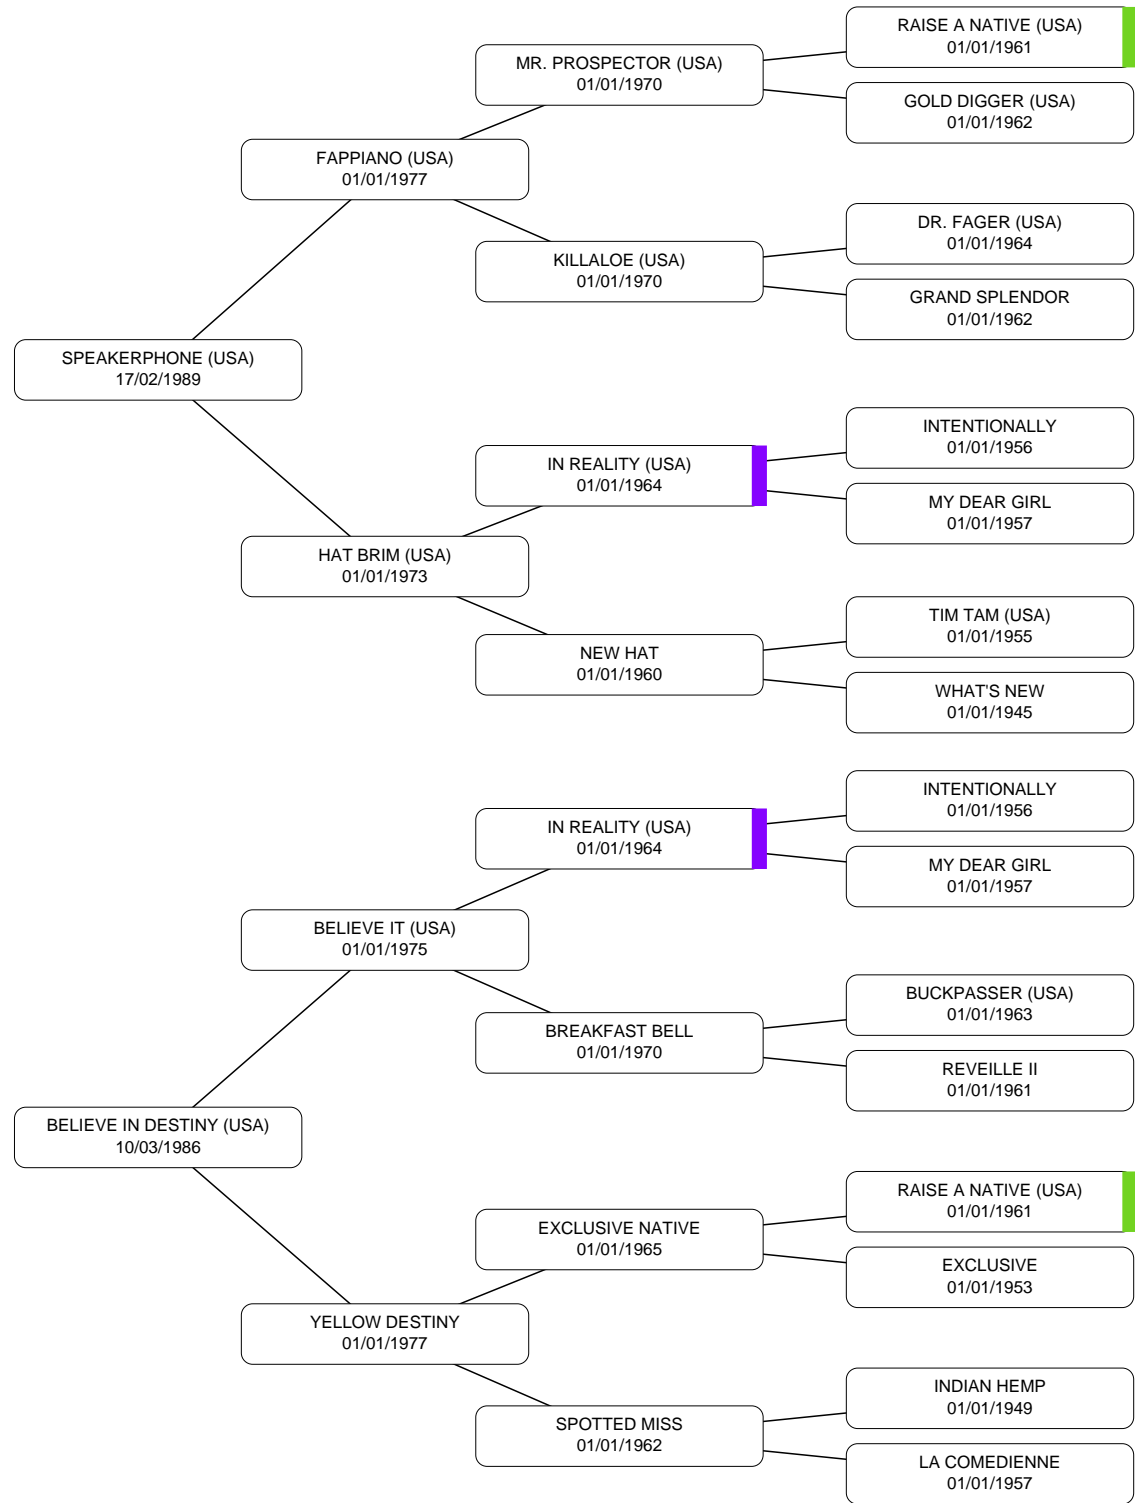 RAISE A NATIVE (USA)
01/01/1961
MR. PROSPECTOR (USA)
01/01/1970
GOLD DIGGER (USA)
01/01/1962
FAPPIANO (USA)
01/01/1977
DR. FAGER (USA)
01/01/1964
KILLALOE (USA)
01/01/1970
GRAND SPLENDOR
01/01/1962
SPEAKERPHONE (USA)
17/02/1989
INTENTIONALLY
01/01/1956
IN REALITY (USA)
01/01/1964
MY DEAR GIRL
01/01/1957
HAT BRIM (USA)
01/01/1973
TIM TAM (USA)
01/01/1955
NEW HAT
01/01/1960
WHAT'S NEW
01/01/1945
INTENTIONALLY
01/01/1956
IN REALITY (USA)
01/01/1964
MY DEAR GIRL
01/01/1957
BELIEVE IT (USA)
01/01/1975
BUCKPASSER (USA)
01/01/1963
BREAKFAST BELL
01/01/1970
REVEILLE II
01/01/1961
BELIEVE IN DESTINY (USA)
10/03/1986
RAISE A NATIVE (USA)
01/01/1961
EXCLUSIVE NATIVE
01/01/1965
EXCLUSIVE
01/01/1953
YELLOW DESTINY
01/01/1977
INDIAN HEMP
01/01/1949
SPOTTED MISS
01/01/1962
LA COMEDIENNE
01/01/1957